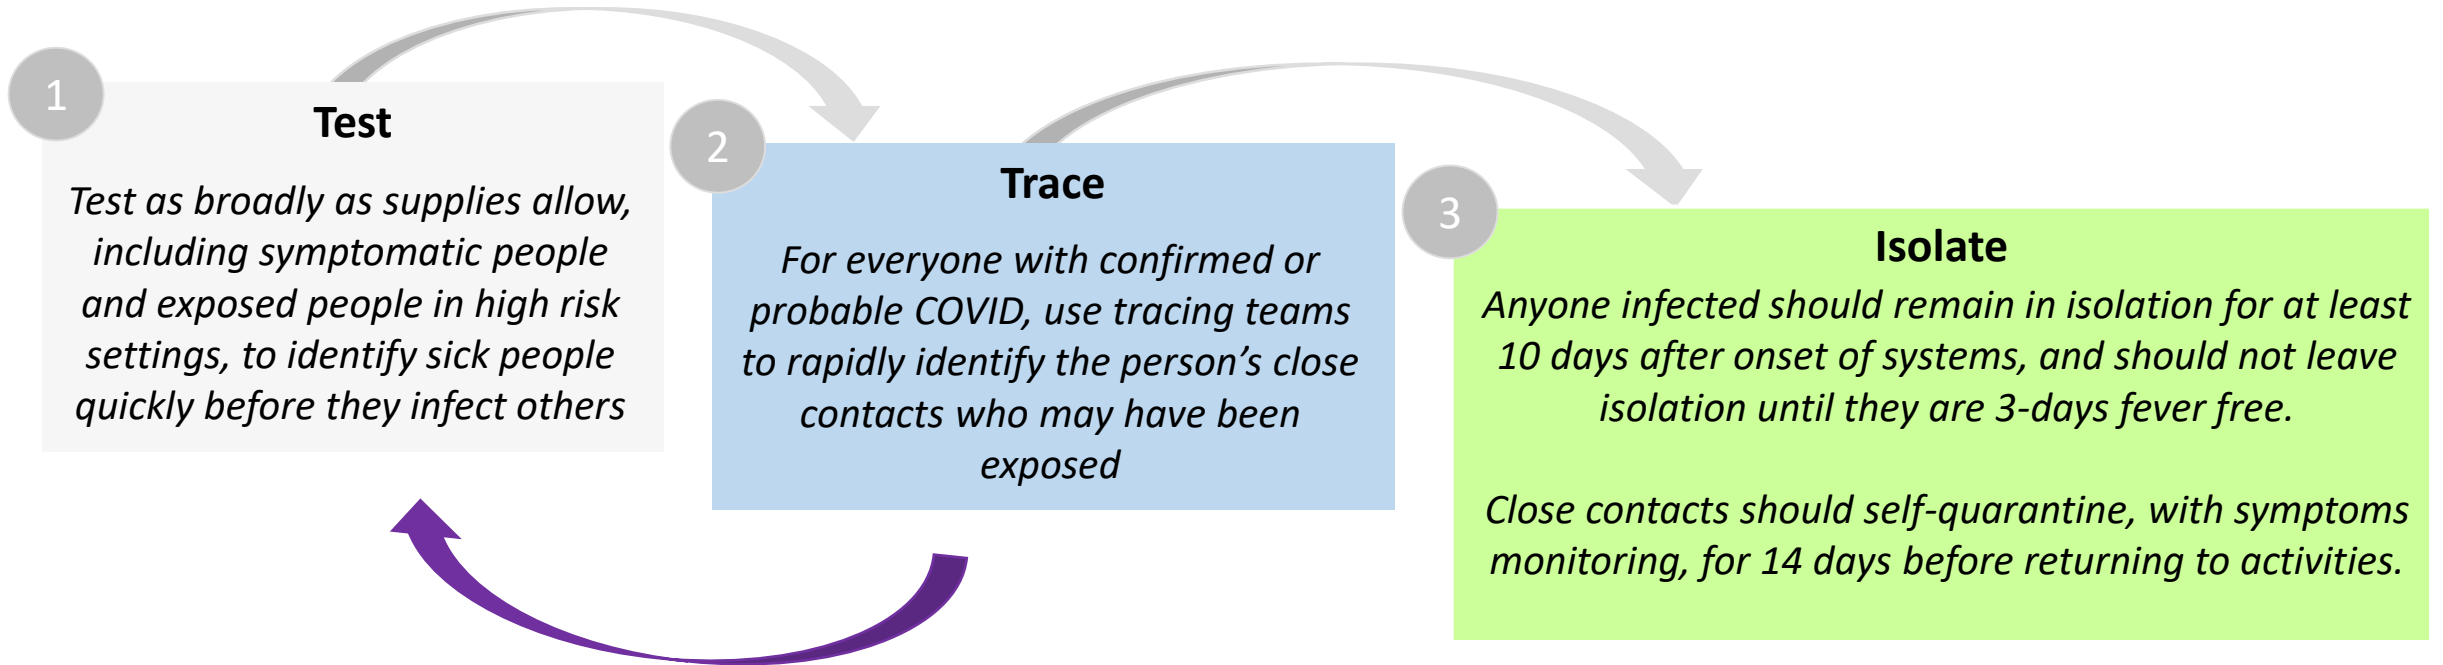 1
Test
Test as broadly as supplies allow,
including symptomatic people
and exposed people in high risk
settings, to identify sick people
quickly before they infect others
2
Trace
For everyone with confirmed or
probable COVID, use tracing teams
to rapidly identify the person’s close
contacts who may have been
exposed
3
Isolate
Anyone infected should remain in isolation for at least
10 days after onset of systems, and should not leave
isolation until they are 3-days fever free.
Close contacts should self-quarantine, with symptoms
monitoring, for 14 days before returning to activities.